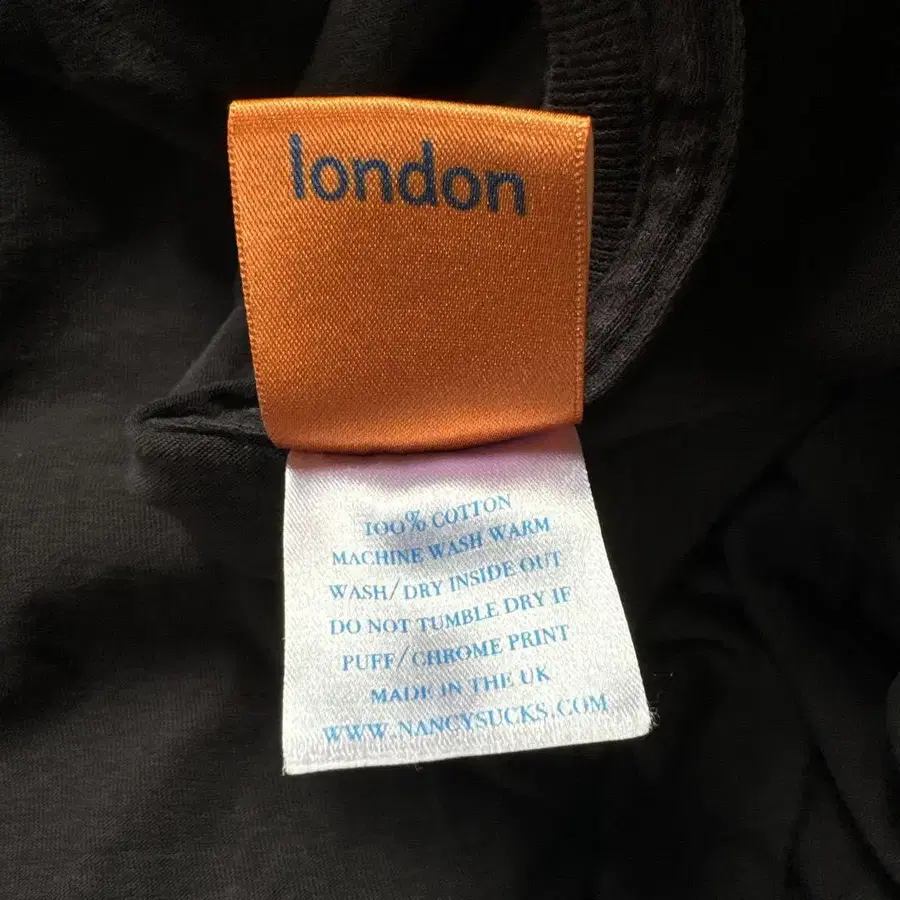 london
100% COTTON
MACHINE WASH WARM
WASH/DRY INSIDE OUT
DO NOT TUMBLE DRY IF
PUFF/CHROME PRINT
MADE IN THE UK
WWW.NANCYSUCKS.COM